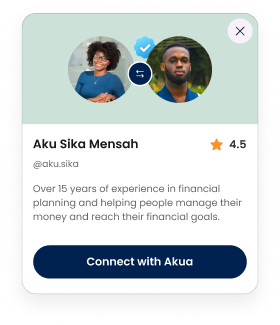 Aku Sika Mensah
4.5
@aku.sika
Over 15 years of experience in financial
planning and helping people manage their
money and reach their financial goals.
Connect with Akua